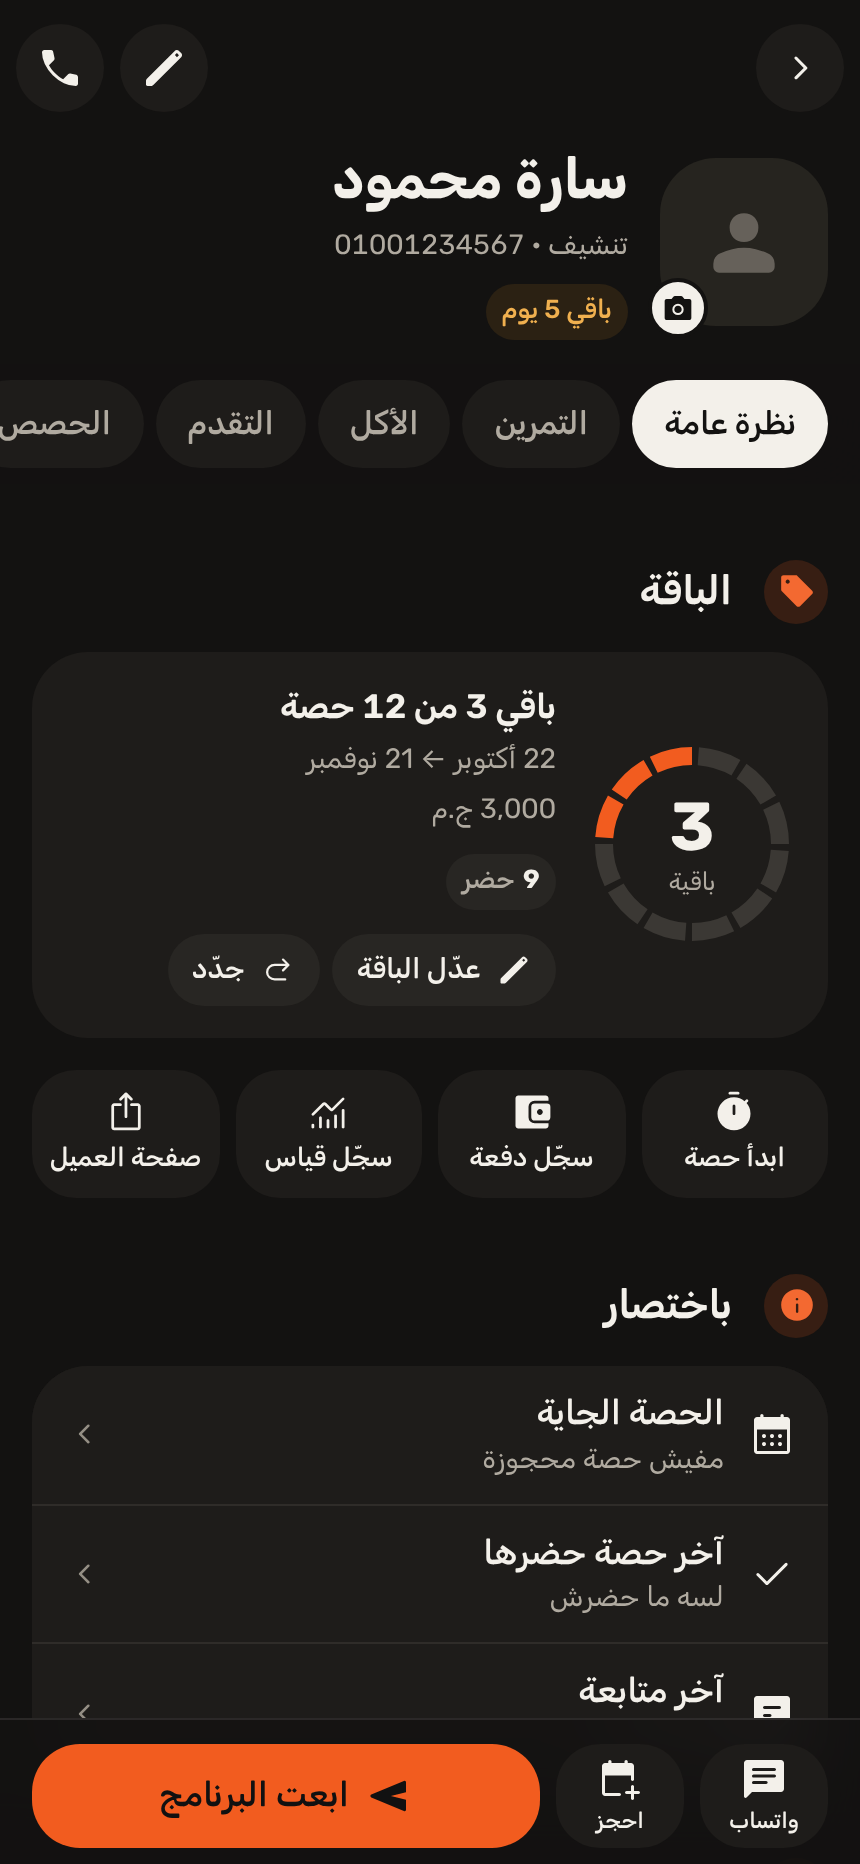 سارة محمود
تنشيف • 01001234567
باقي 5 يوم
نظرة عامة
التمرين
الأكل
التقدم
الحصص
الباقة
باقي 3 من 12 حصة
22 أكتوبر ← 21 نوفمبر
3,000 ج.م
3
باقية
9 حضر
عدّل الباقة
جدّد
ابدأ حصة
سجّل دفعة
سجّل قياس
صفحة العميل
باختصار
الحصة الجاية
مفيش حصة محجوزة
آخر حصة حضرها
لسه ما حضرش
آخر متابعة
واتساب
احجز
ابعت البرنامج